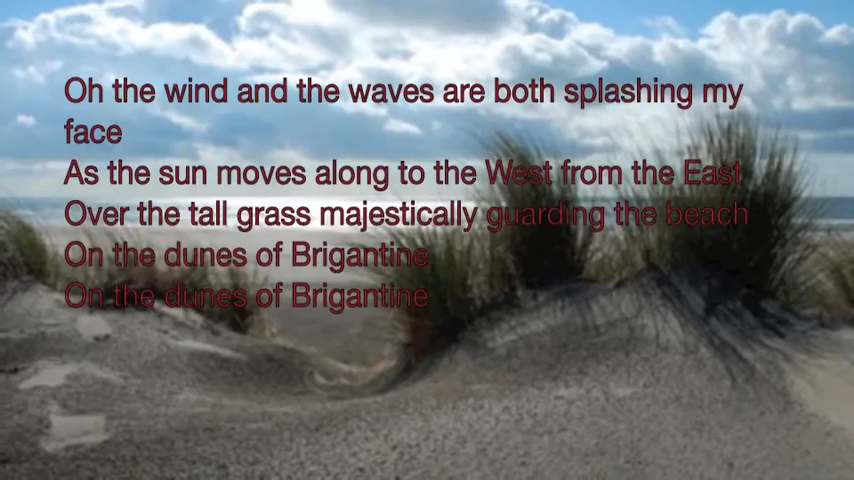 Oh the wind and the waves are both splashing my
face
As the sun moves along to the West from the East
Over the tall grass majestically guarding the beach
On the dunes of Brigantine
On the dunes of Brigantine